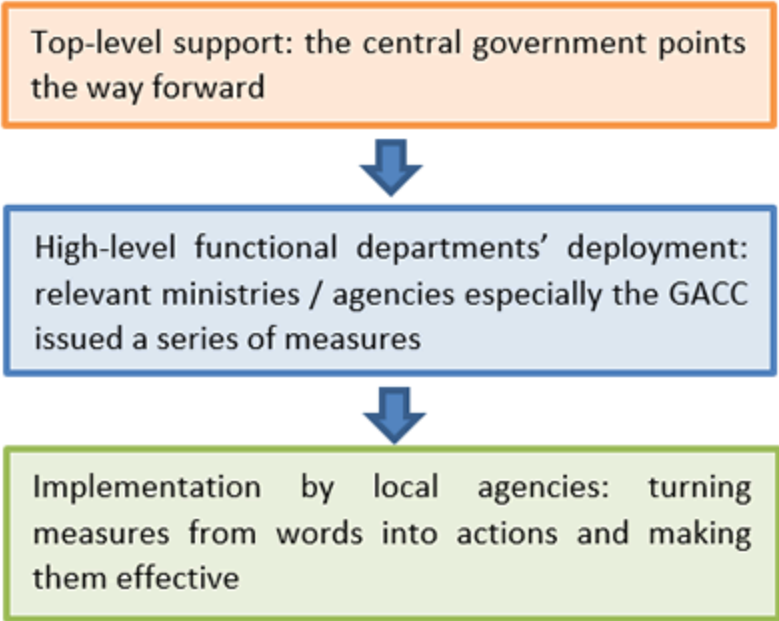 Top-level support: the central government points
the way forward
High-level functional departments’ deployment:
relevant ministries / agencies especially the GACC
issued a series of measures
Implementation by local agencies: turning
measures from words into actions and making
them effective